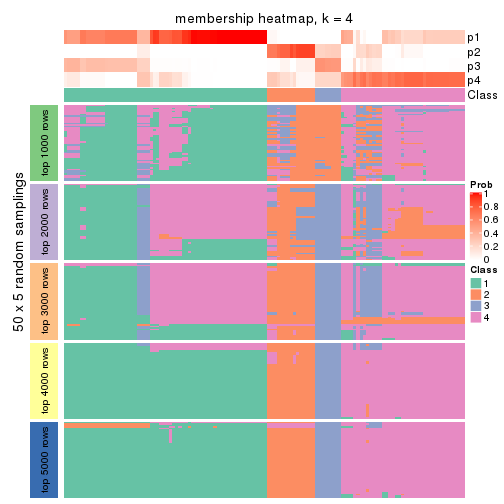 membership heatmap, k = 4
p1
p2
p3
p4
Class
50 x 5 random samplings
top 1000 rows
top 2000 rows
top 3000 rows
top 4000 rows
top 5000 rows
Prob
1
0.8
0.6
0.4
0.2
0
Class
1
2
3
4